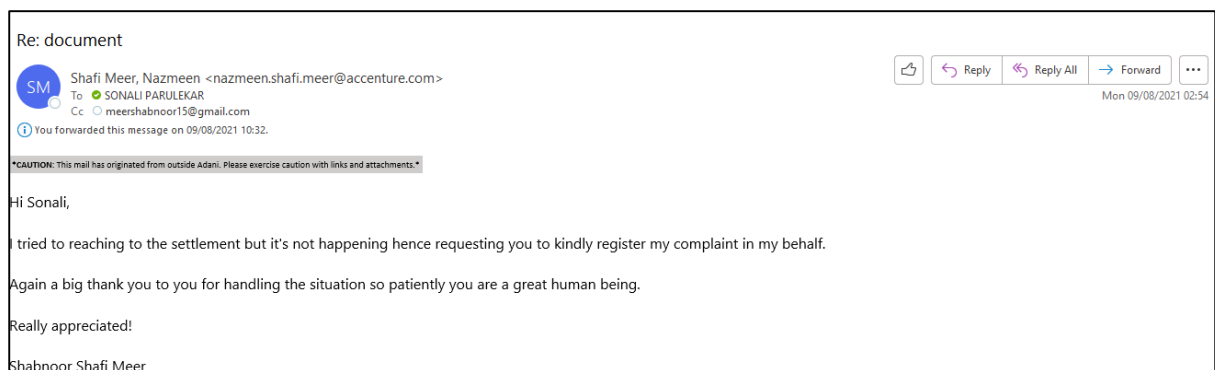 Re: document
SM
Shafi Meer, Nazmeen <nazmeen.shafi.meer@accenture.com>
To SONALI PARULEKAR
Cc meershabnoor15@gmail.com
Reply
Reply All
Forward
Mon 09/08/2021 02:54
You forwarded this message on 09/08/2021 10:32.
*CAUTION: This mail has originated from outside Adani. Please exercise caution with links and attachments.*
Hi Sonali,
I tried to reaching to the settlement but it's not happening hence requesting you to kindly register my complaint in my behalf.
Again a big thank you to you for handling the situation so patiently you are a great human being.
Really appreciated!
Shabnoor Shafi Meer